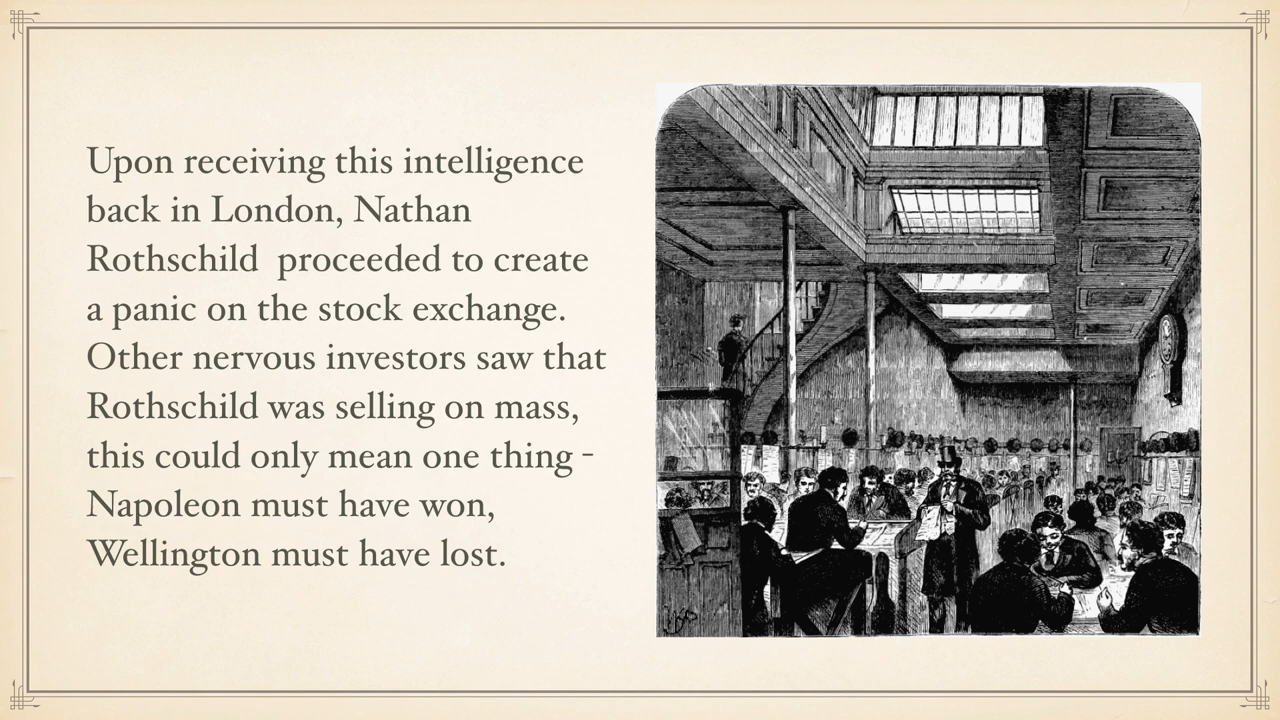 Upon receiving this intelligence
back in London, Nathan
Rothschild  proceeded to create
a panic on the stock exchange.
Other nervous investors saw that
Rothschild was selling on mass,
this could only mean one thing -
Napoleon must have won,
Wellington must have lost.